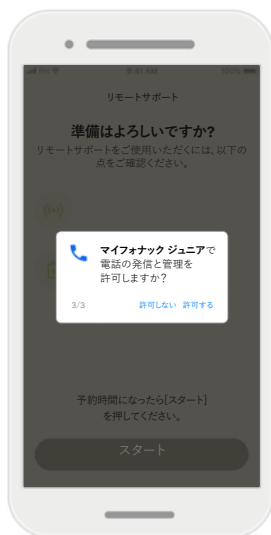 9:41 AM
100%
リモートサポート
準備はよろしいですか?
リモートサポートをご使用いただくには、以下の
点をご確認ください。
マイフォナック ジュニアで
電話の発信と管理を
許可しますか?
3/3 許可しない 許可する
予約時間になったら[スタート]
を押してください。
スタート